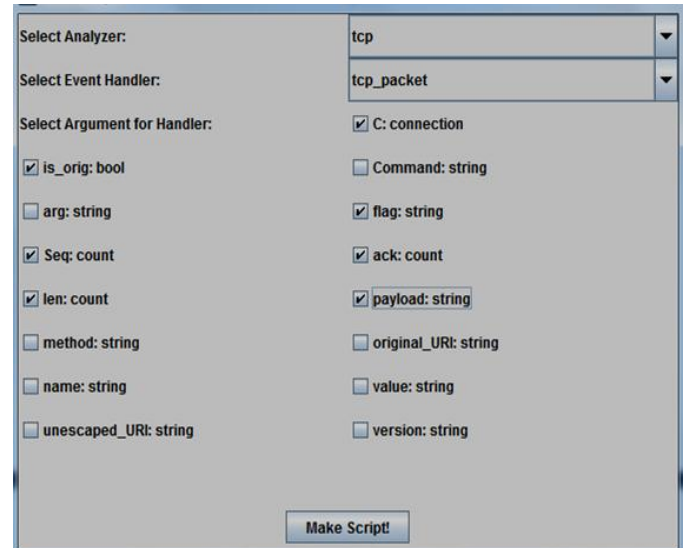 Select Analyzer: tcp
Select Event Handler: tcp_packet
Select Argument for Handler: C: connection
is_orig: bool Command: string
arg: string flag: string
Seq: count ack: count
len: count payload: string
method: string original_URI: string
name: string value: string
unescaped_URI: string version: string
Make Script!